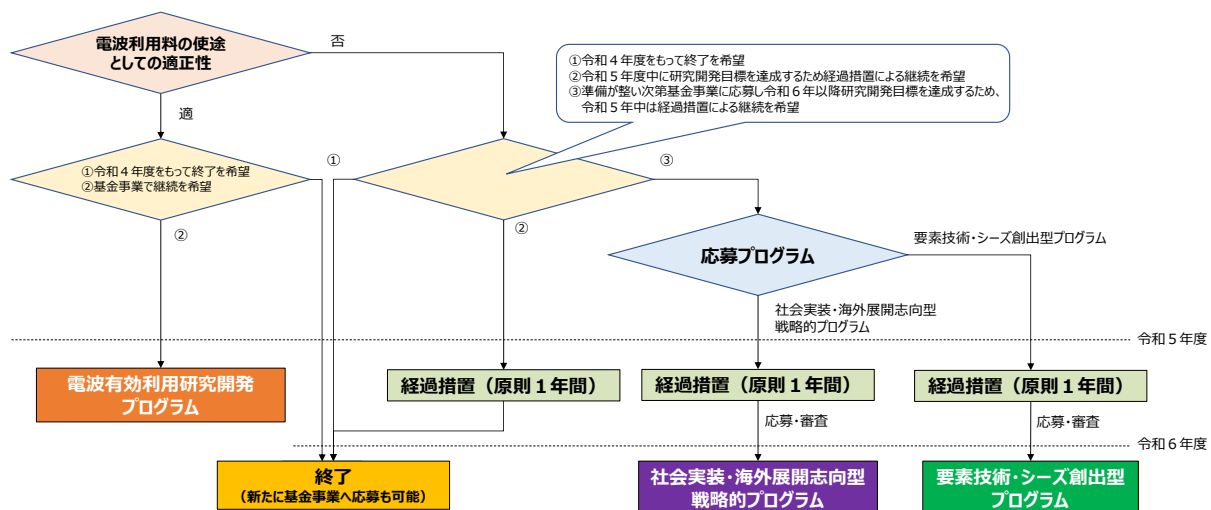 電波利用料の使途
としての適正性
否
①令和４年度をもって終了を希望
②令和５年度中に研究開発目標を達成するため経過措置による継続を希望
③準備が整い次第基金事業に応募し令和６年以降研究開発目標を達成するため、
令和５年中は経過措置による継続を希望
適
①令和４年度をもって終了を希望
②基金事業で継続を希望
①
③
②
②
応募プログラム
要素技術・シーズ創出型プログラム
社会実装・海外展開志向型
戦略的プログラム
令和５年度
電波有効利用研究開発
プログラム
経過措置（原則１年間）
経過措置（原則１年間）
経過措置（原則１年間）
応募・審査
応募・審査
令和６年度
終了
（新たに基金事業へ応募も可能）
社会実装・海外展開志向型
戦略的プログラム
要素技術・シーズ創出型
プログラム